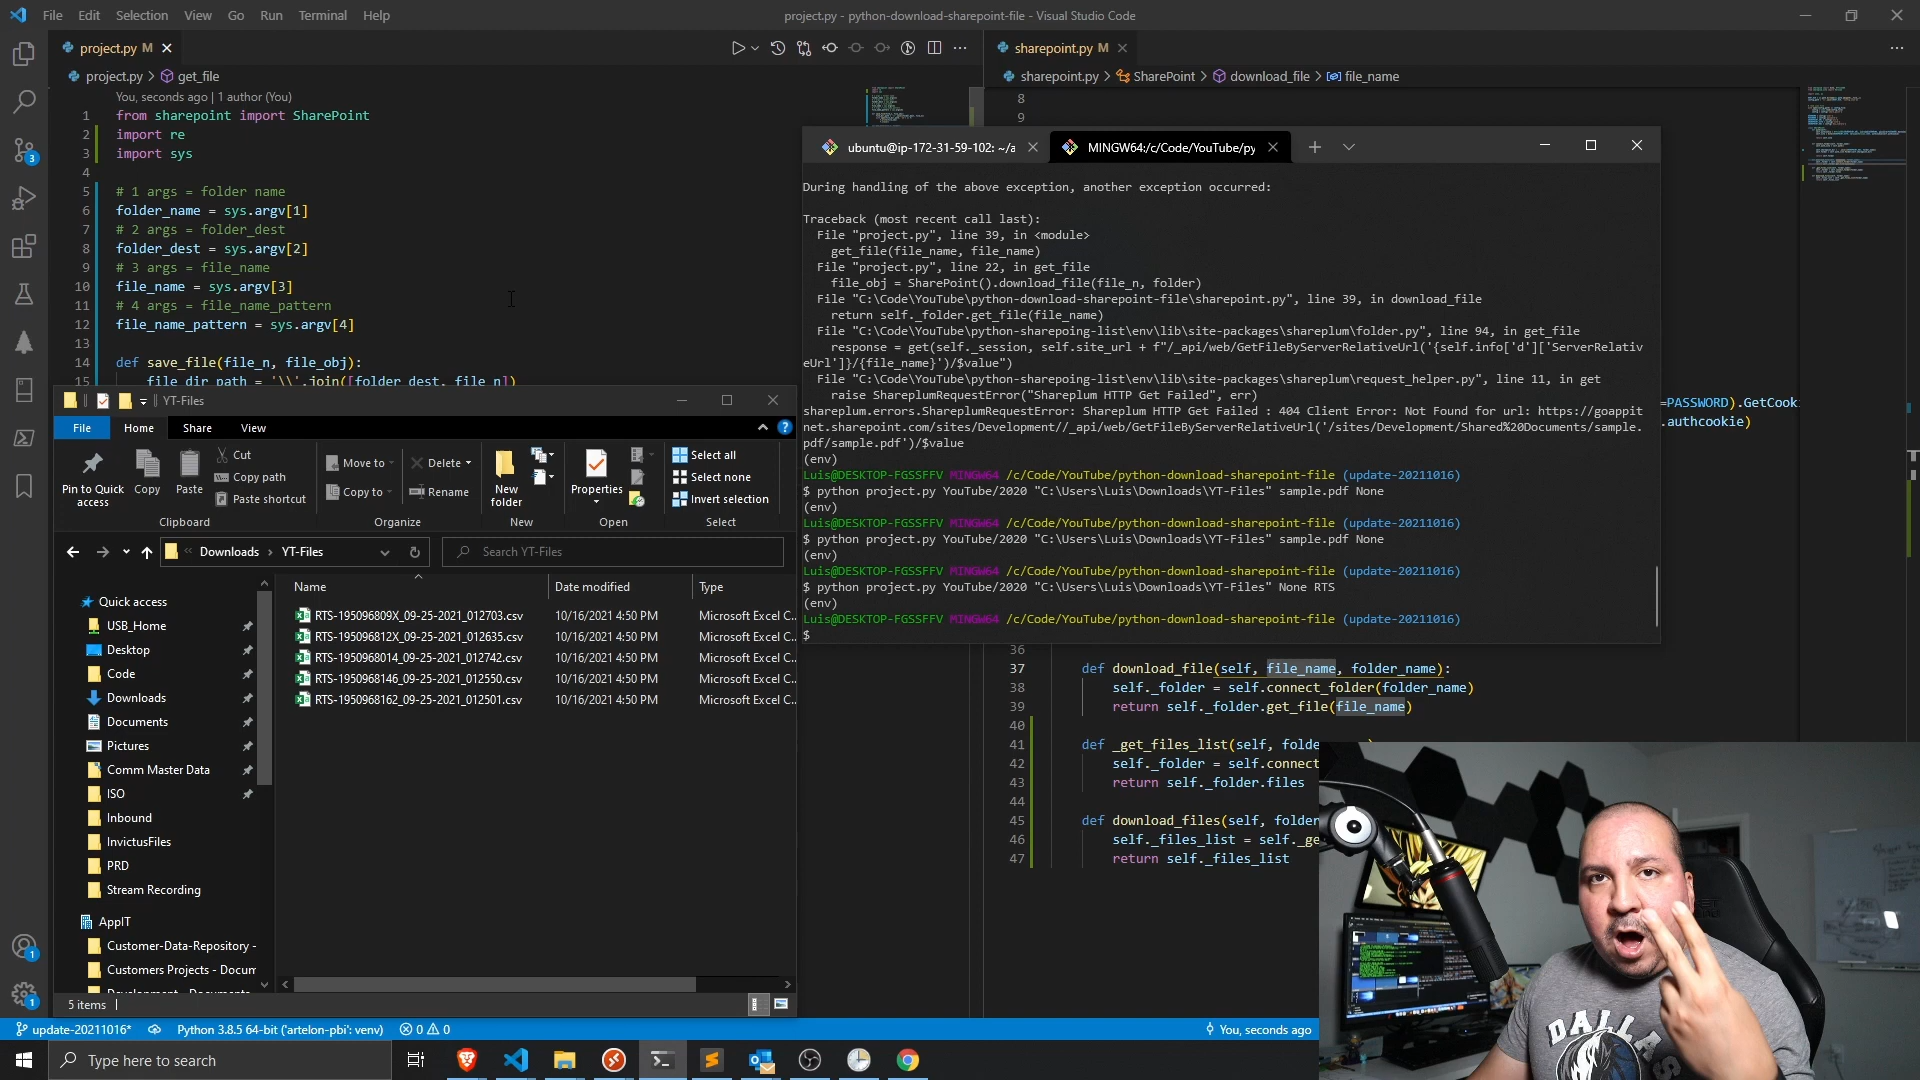 File Edit Selection View Go Run Terminal Help
project.py - python-download-sharepoint-file - Visual Studio Code
project.py M
sharepoint.py M
project.py > get_file
sharepoint.py > SharePoint > download_file > file_name
You, seconds ago | 1 author (You)
1 from sharepoint import SharePoint
2 import re
3 import sys
4
5 # 1 args = folder name
6 folder_name = sys.argv[1]
7 # 2 args = folder_dest
8 folder_dest = sys.argv[2]
9 # 3 args = file_name
10 file_name = sys.argv[3]
11 # 4 args = file_name_pattern
12 file_name_pattern = sys.argv[4]
13
14 def save_file(file_n, file_obj):
15 file_dir_path = '\\'.join([folder_dest, file_n])
8
9
ubuntu@ip-172-31-59-102: ~/a
MINGW64:/c/Code/YouTube/py
During handling of the above exception, another exception occurred:
Traceback (most recent call last):
File "project.py", line 39, in <module>
get_file(file_name, file_name)
File "project.py", line 22, in get_file
file_obj = SharePoint().download_file(file_n, folder)
File "C:\Code\YouTube\python-download-sharepoint-file\sharepoint.py", line 39, in download_file
return self._folder.get_file(file_name)
File "C:\Code\YouTube\python-sharepoing-list\env\lib\site-packages\shareplum\folder.py", line 94, in get_file
response = get(self._session, self.site_url + f"/_api/web/GetFileByServerRelativeUrl('{self.info['d']['ServerRelativ
eUrl']}/{file_name}')/$value")
File "C:\Code\YouTube\python-sharepoing-list\env\lib\site-packages\shareplum\request_helper.py", line 11, in get
raise ShareplumRequestError("Shareplum HTTP Get Failed", err)
shareplum.errors.ShareplumRequestError: Shareplum HTTP Get Failed : 404 Client Error: Not Found for url: https://goappit
net.sharepoint.com/sites/Development//_api/web/GetFileByServerRelativeUrl('/sites/Development/Shared%20Documents/sample.
pdf/sample.pdf')/$value
(env)
Luis@DESKTOP-FGSSFFV MINGW64 /c/Code/YouTube/python-download-sharepoint-file (update-20211016)
$ python project.py YouTube/2020 "C:\Users\Luis\Downloads\YT-Files" sample.pdf None
(env)
Luis@DESKTOP-FGSSFFV MINGW64 /c/Code/YouTube/python-download-sharepoint-file (update-20211016)
$ python project.py YouTube/2020 "C:\Users\Luis\Downloads\YT-Files" sample.pdf None
(env)
Luis@DESKTOP-FGSSFFV MINGW64 /c/Code/YouTube/python-download-sharepoint-file (update-20211016)
$ python project.py YouTube/2020 "C:\Users\Luis\Downloads\YT-Files" None RTS
(env)
Luis@DESKTOP-FGSSFFV MINGW64 /c/Code/YouTube/python-download-sharepoint-file (update-20211016)
$
=PASSWORD).GetCooki
.authcookie)
36
37 def download_file(self, file_name, folder_name):
38 self._folder = self.connect_folder(folder_name)
39 return self._folder.get_file(file_name)
40
41 def _get_files_list(self, folde
42 self._folder = self.connect
43 return self._folder.files
44
45 def download_files(self, folder
46 self._files_list = self._ge
47 return self._files_list
YT-Files
File Home Share View
Pin to Quick access
Copy
Paste
Cut
Copy path
Paste shortcut
Clipboard
Move to
Copy to
Delete
Rename
Organize
New folder
New
Properties
Open
Select all
Select none
Invert selection
Select
Downloads > YT-Files
Search YT-Files
Name Date modified Type
RTS-195096809X_09-25-2021_012703.csv 10/16/2021 4:50 PM Microsoft Excel C...
RTS-195096812X_09-25-2021_012635.csv 10/16/2021 4:50 PM Microsoft Excel C...
RTS-1950968014_09-25-2021_012742.csv 10/16/2021 4:50 PM Microsoft Excel C...
RTS-1950968146_09-25-2021_012550.csv 10/16/2021 4:50 PM Microsoft Excel C...
RTS-1950968162_09-25-2021_012501.csv 10/16/2021 4:50 PM Microsoft Excel C...
Quick access
USB_Home
Desktop
Code
Downloads
Documents
Pictures
Comm Master Data
ISO
Inbound
InvictusFiles
PRD
Stream Recording
AppIT
Customer-Data-Repository -
Customers Projects - Docum
5 items
3
1
1
update-20211016* Python 3.8.5 64-bit ('artelon-pbi': venv) 0 0
You, seconds ago
Type here to search
DALLAS